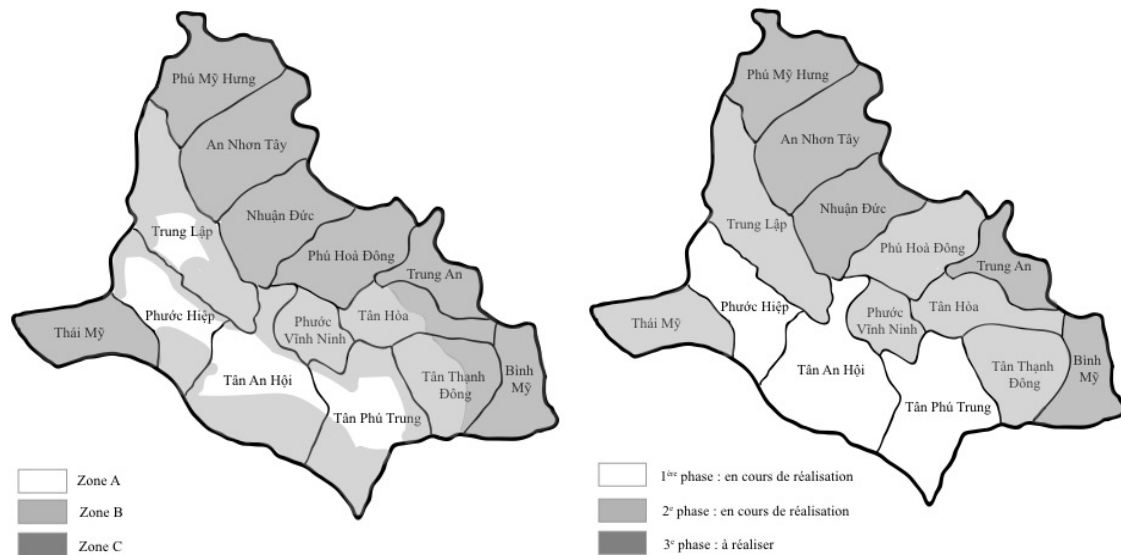 Phú Mỹ Hưng
An Nhơn Tây
Nhuận Đức
Trung Lập
Phú Hoà Đông
Trung An
Phước Hiệp
Thái Mỹ
Phước
Vĩnh Ninh
Tân Hòa
Tân An Hội
Tân Thạnh
Đông
Bình
Mỹ
Tân Phú Trung
Zone A
Zone B
Zone C
Phú Mỹ Hưng
An Nhơn Tây
Nhuận Đức
Trung Lập
Phú Hoà Đông
Trung An
Phước Hiệp
Thái Mỹ
Phước
Vĩnh Ninh
Tân Hòa
Tân An Hội
Tân Thạnh
Đông
Bình
Mỹ
Tân Phú Trung
1ère phase : en cours de réalisation
2e phase : en cours de réalisation
3e phase : à réaliser